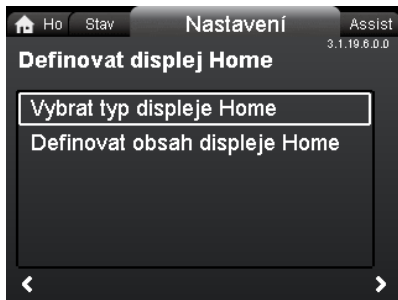 Ho Stav Nastavení Assist
3.1.19.6.0.0
Definovat displej Home
Vybrat typ displeje Home
Definovat obsah displeje Home